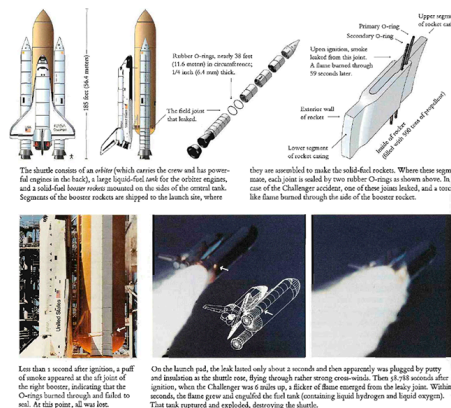 Upper segm
of rocket cas
Primary O-ring
Secondary O-ring
Rubber O-rings, nearly 38 feet
(11.6 meters) in circumference;
1/4 inch (6.4 mm) thick.
Upon ignition, smoke
leaked from this joint.
A flame burned through
59 seconds later.
~185 feet (56.4 meters)
The field joint
that leaked.
Exterior wall
of rocket
Lower segment
of rocket casing
Inside of rocket
(filled with 500 tons of propellant)
The shuttle consists of an orbiter (which carries the crew and has power-
ful engines in the back), a large liquid-fuel tank for the orbiter engines,
and 2 solid-fuel booster rockets mounted on the sides of the central tank.
Segments of the booster rockets are shipped to the launch site, where
they are assembled to make the solid-fuel rockets. Where these segm
mate, each joint is sealed by two rubber O-rings as shown above. In
case of the Challenger accident, one of these joints leaked, and a torc
like flame burned through the side of the booster rocket.
United States
Less than 1 second after ignition, a puff
of smoke appeared at the aft joint of
the right booster, indicating that the
O-rings burned through and failed to
seal. At this point, all was lost.
On the launch pad, the leak lasted only about 2 seconds and then apparently was plugged by putty
and insulation as the shuttle rose, flying through rather strong cross-winds. Then 58.788 seconds after
ignition, when the Challenger was 6 miles up, a flicker of flame emerged from the leaky joint. Within
seconds, the flame grew and engulfed the fuel tank (containing liquid hydrogen and liquid oxygen).
That tank ruptured and exploded, destroying the shuttle.